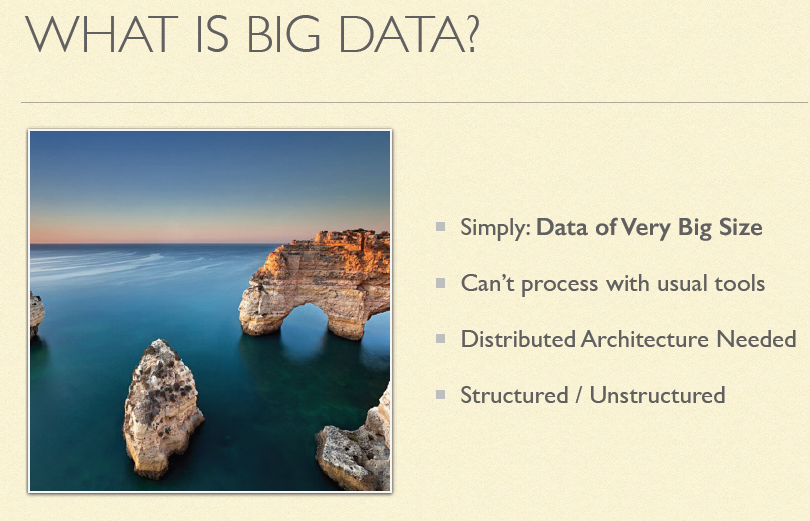 WHAT IS BIG DATA?
Simply: Data of Very Big Size
Can't process with usual tools
Distributed Architecture Needed
Structured / Unstructured